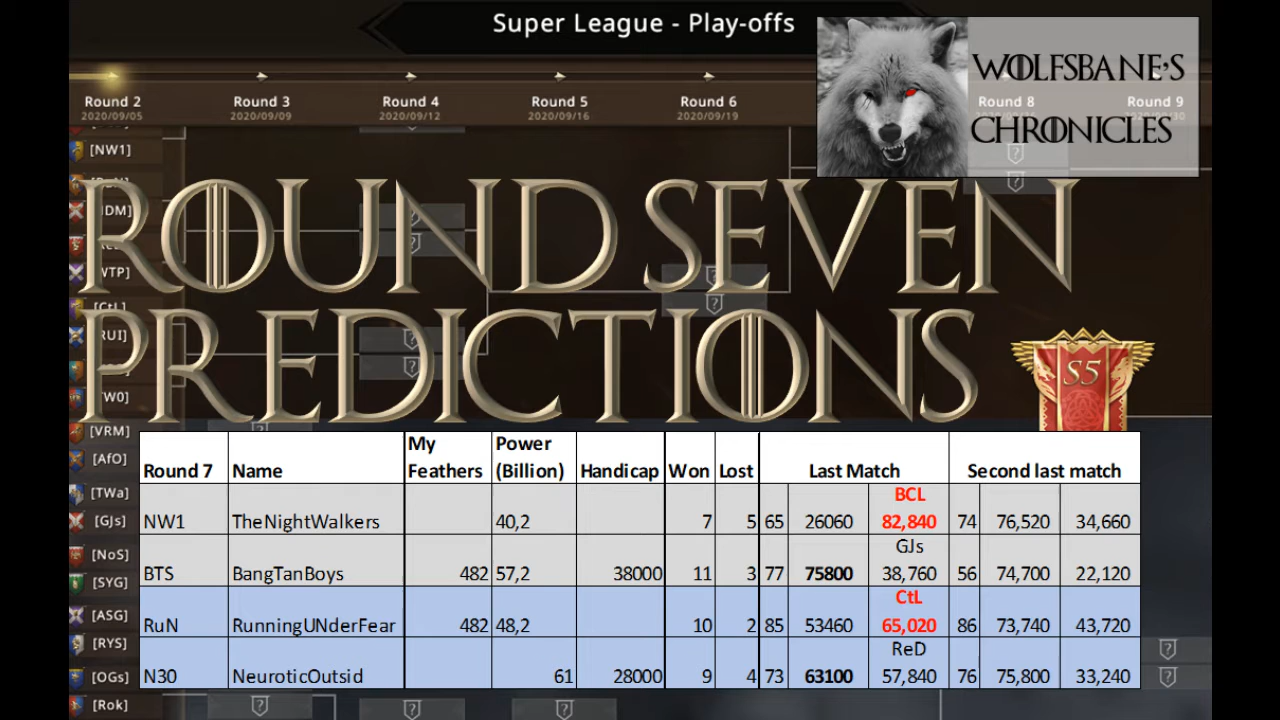 Super League - Play-offs
WOLFSBANE'S
CHRONICLES
Round 2 Round 3 Round 4 Round 5 Round 6 Round 8 Round 9
2020/09/05 2020/09/09 2020/09/12 2020/09/16 2020/09/19
[NW1]
ROUND SEVEN
PREDICTIONS
S5
[VRM]
[AfO]
[TWa]
[GJs]
[NoS]
[SYG]
[ASG]
[RYS]
[OGs]
[Rok]
My Power
Round 7 Name Feathers (Billion) Handicap Won Lost Last Match Second last match
BCL
NW1 TheNightWalkers 40,2 7 5 65 26060 82,840 74 76,520 34,660
GJs
BTS BangTanBoys 482 57,2 38000 11 3 77 75800 38,760 56 74,700 22,120
CtL
RuN RunningUNderFear 482 48,2 10 2 85 53460 65,020 86 73,740 43,720
ReD
N30 NeuroticOutsid 61 28000 9 4 73 63100 57,840 76 75,800 33,240